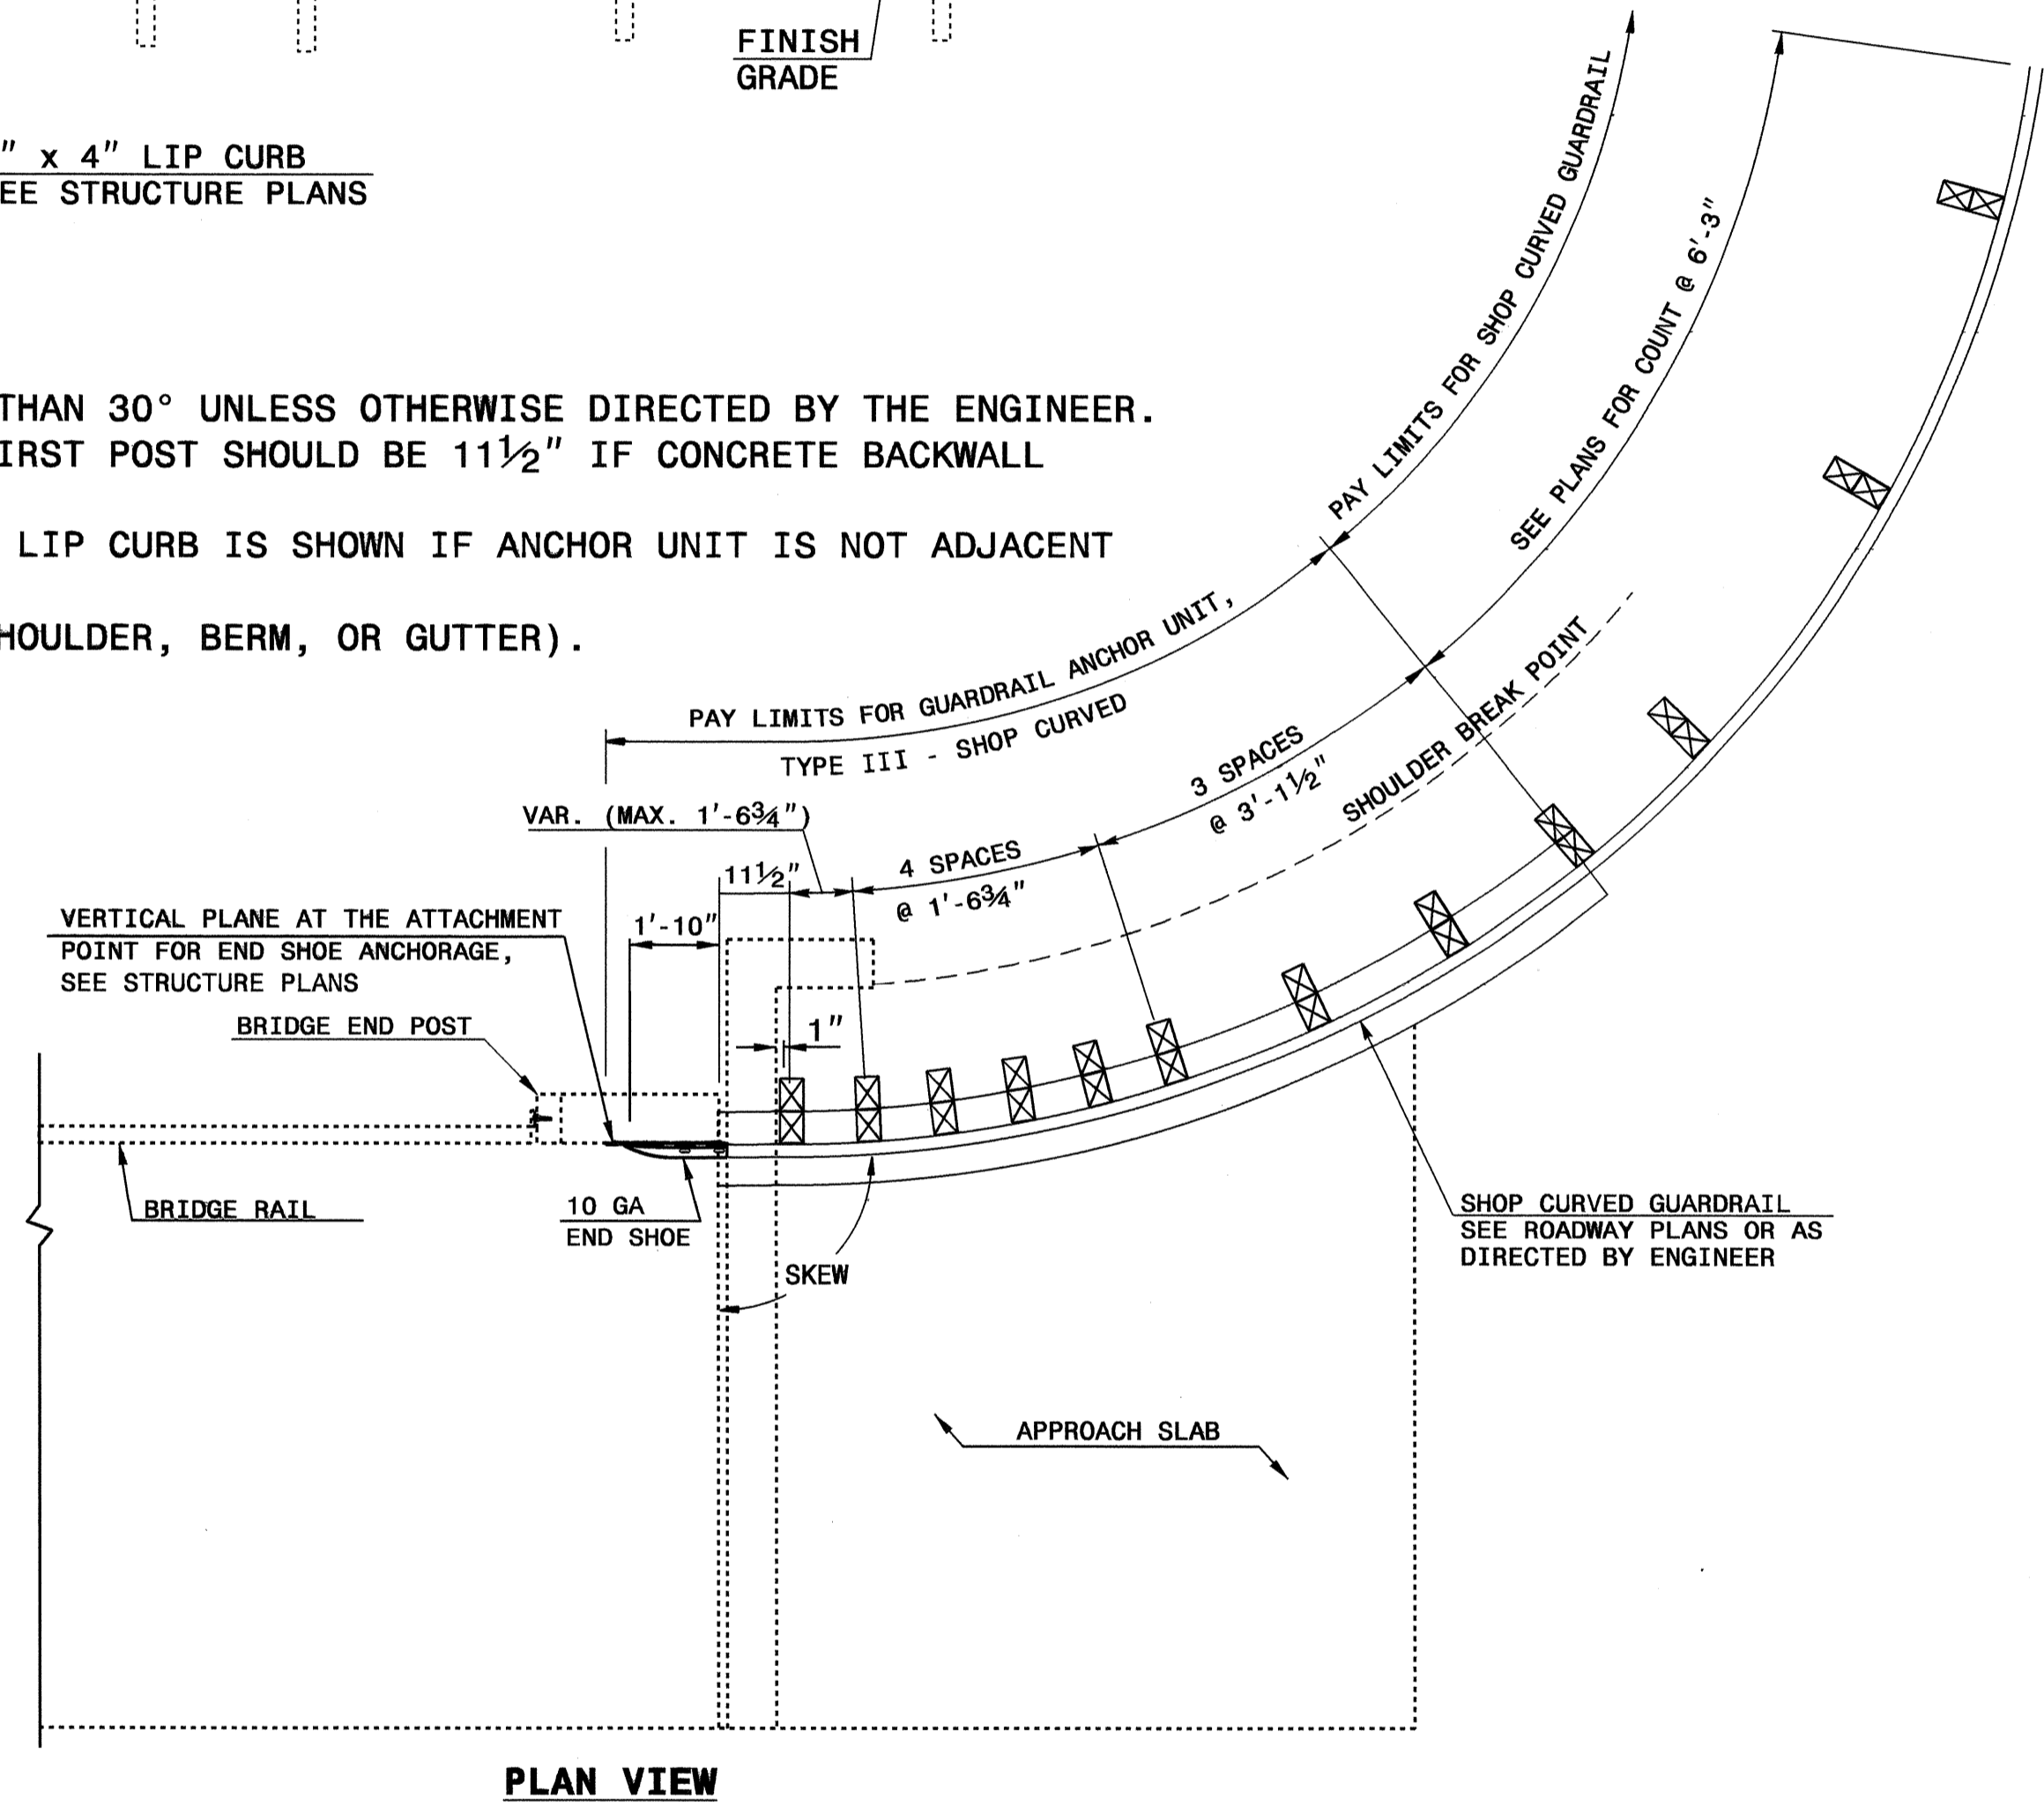 FINISH
GRADE
" x 4" LIP CURB
EE STRUCTURE PLANS
THAN 30° UNLESS OTHERWISE DIRECTED BY THE ENGINEER.
IRST POST SHOULD BE 11½" IF CONCRETE BACKWALL
LIP CURB IS SHOWN IF ANCHOR UNIT IS NOT ADJACENT
HOULDER, BERM, OR GUTTER).
PAY LIMITS FOR SHOP CURVED GUARDRAIL
SEE PLANS FOR COUNT @ 6'-3"
PAY LIMITS FOR GUARDRAIL ANCHOR UNIT,
TYPE III - SHOP CURVED
3 SPACES
@ 3'-1½"
SHOULDER BREAK POINT
VAR. (MAX. 1'-6¾")
4 SPACES
@ 1'-6¾"
11½"
1'-10"
VERTICAL PLANE AT THE ATTACHMENT
POINT FOR END SHOE ANCHORAGE,
SEE STRUCTURE PLANS
BRIDGE END POST
1"
BRIDGE RAIL
10 GA
END SHOE
SKEW
SHOP CURVED GUARDRAIL
SEE ROADWAY PLANS OR AS
DIRECTED BY ENGINEER
APPROACH SLAB
PLAN VIEW